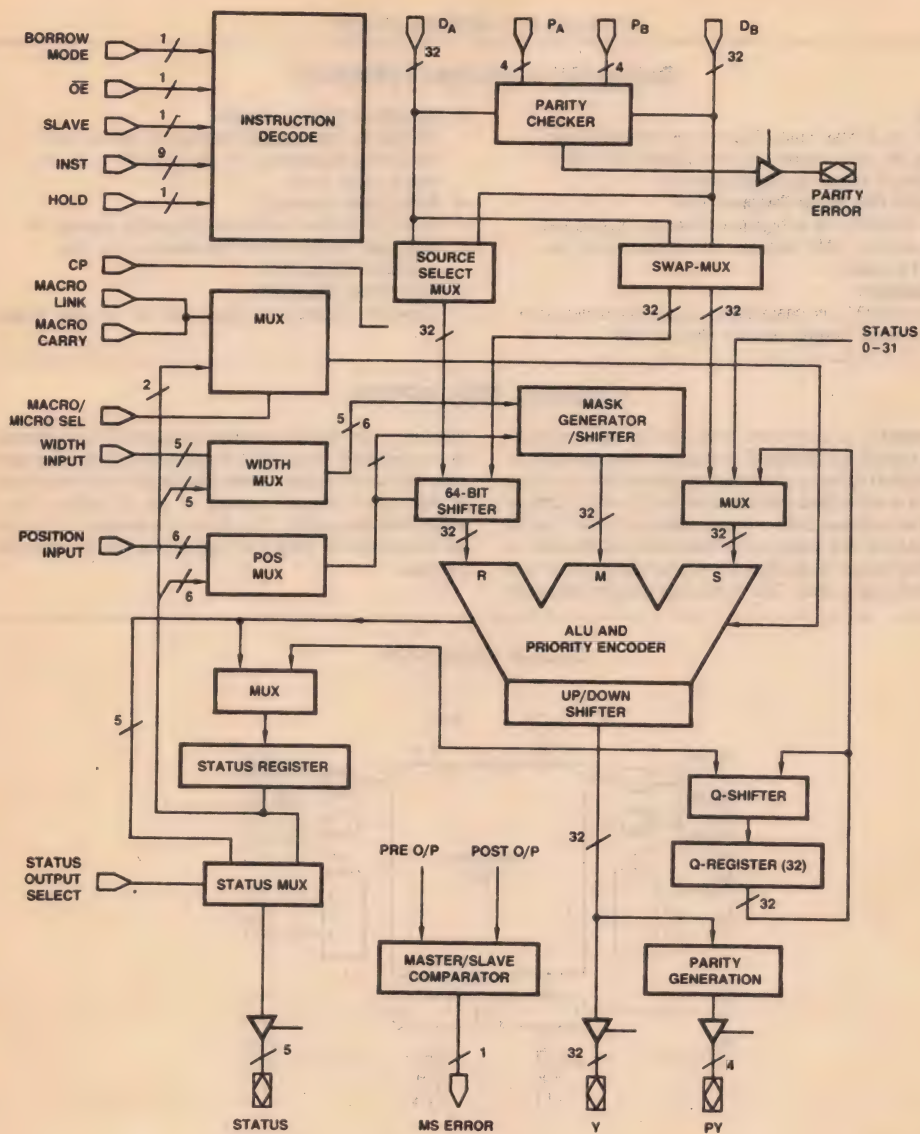 D_A
P_A
P_B
D_B
BORROW
MODE
1
32
4
4
32
OE
1
SLAVE
1
INSTRUCTION
DECODE
PARITY
CHECKER
INST
9
HOLD
1
PARITY
ERROR
CP
SOURCE
SELECT
MUX
SWAP-MUX
MACRO
LINK
MACRO
CARRY
MUX
32
32
32
STATUS
0-31
2
MACRO/
MICRO SEL
5
6
MASK
GENERATOR
/SHIFTER
WIDTH
INPUT
5
WIDTH
MUX
5
64-BIT
SHIFTER
MUX
POSITION
INPUT
6
POS
MUX
6
32
32
32
R
M
S
ALU AND
PRIORITY ENCODER
MUX
UP/DOWN
SHIFTER
5
STATUS REGISTER
Q-SHIFTER
32
Q-REGISTER (32)
32
STATUS
OUTPUT
SELECT
STATUS MUX
PRE O/P
POST O/P
MASTER/SLAVE
COMPARATOR
PARITY
GENERATION
5
1
32
4
STATUS
MS ERROR
Y
PY